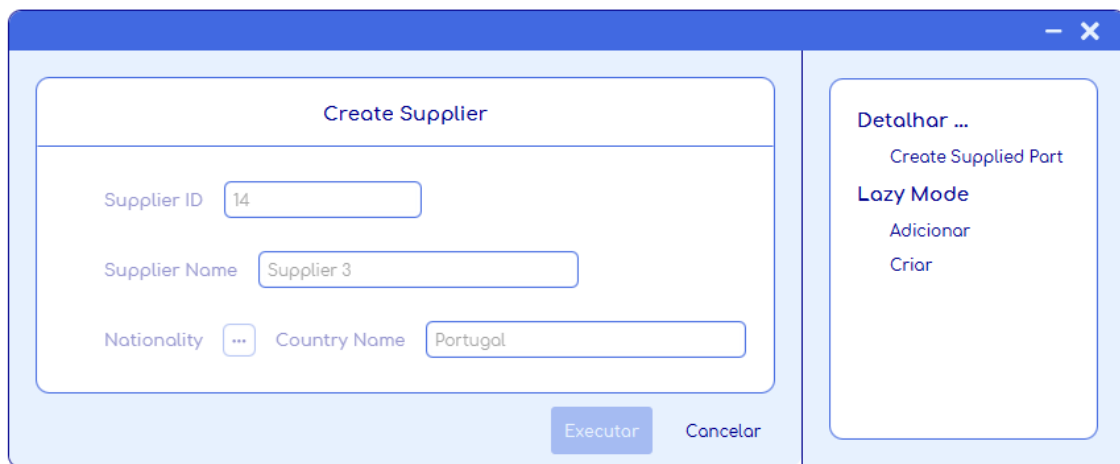 Create Supplier
Supplier ID 14
Supplier Name Supplier 3
Nationality ... Country Name Portugal
Executar Cancelar
Detalhar ...
Create Supplied Part
Lazy Mode
Adicionar
Criar